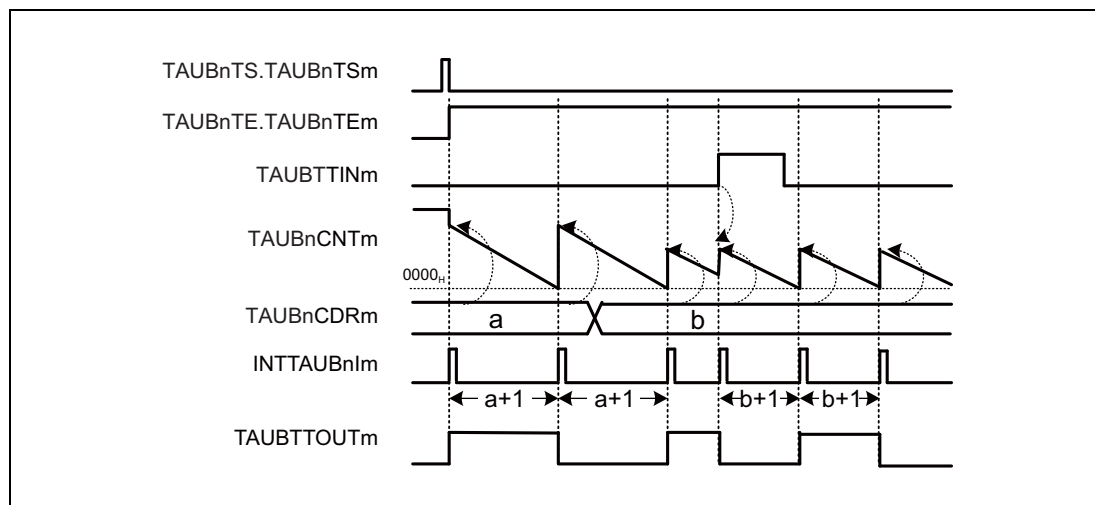 TAUBnTS.TAUBnTSm
TAUBnTE.TAUBnTEm
TAUBTTINm
TAUBnCNTm
0000H
TAUBnCDRm
a
b
INTTAUBnIm
a+1
a+1
b+1
b+1
TAUBTTOUTm